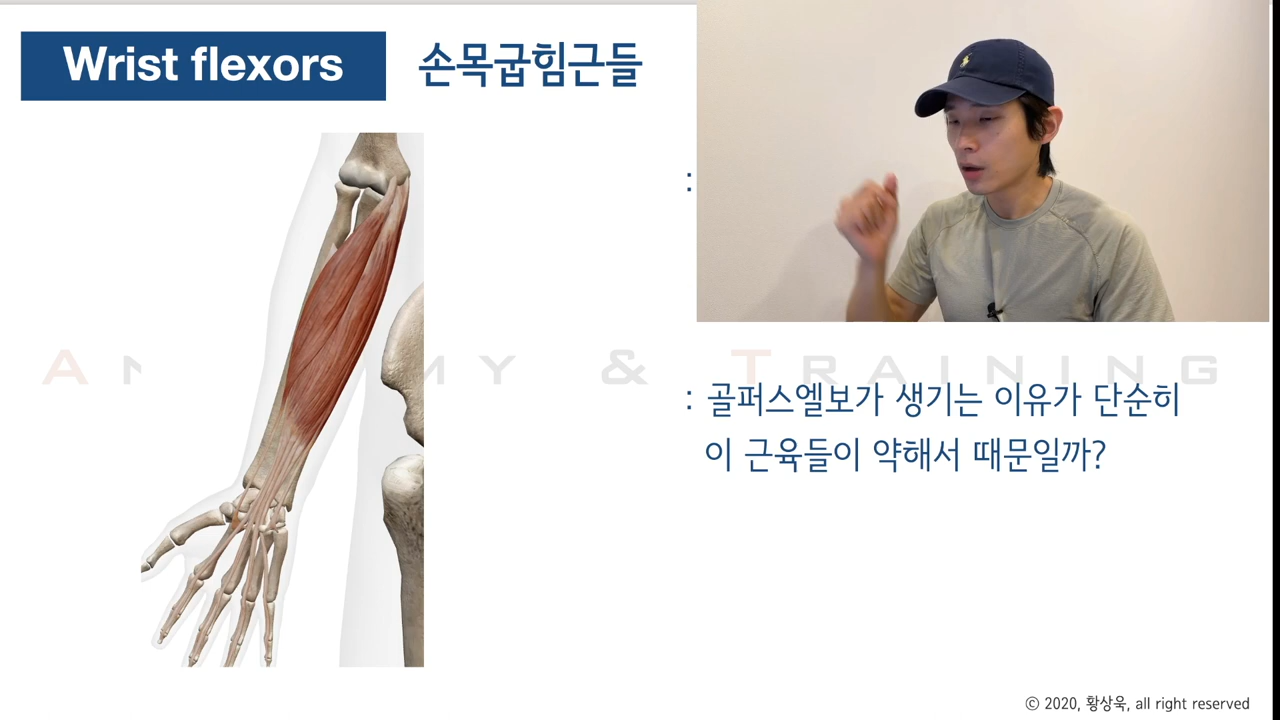 Wrist flexors 손목굽힘근들
:
A N MY & TRAINING
: 골퍼스엘보가 생기는 이유가 단순히
이 근육들이 약해서 때문일까?
© 2020, 황상욱, all right reserved